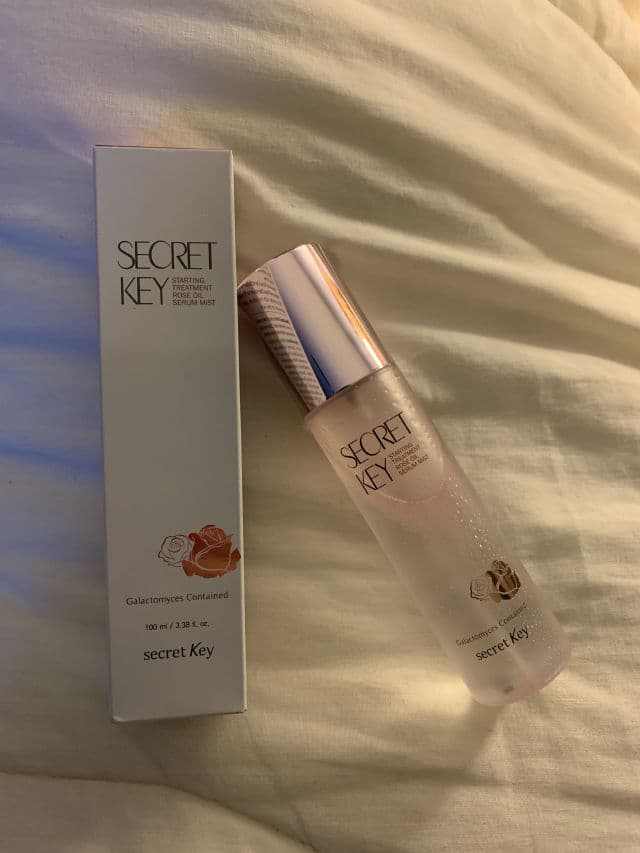 SECRET
KEY
STARTING
TREATMENT
ROSE OIL
SERUM MIST
Galactomyces Contained
100 ml / 3.38 fl. oz.
secret Key
SECRET
KEY
STARTING
TREATMENT
ROSE OIL
SERUM MIST
Galactomyces Contained
secret Key